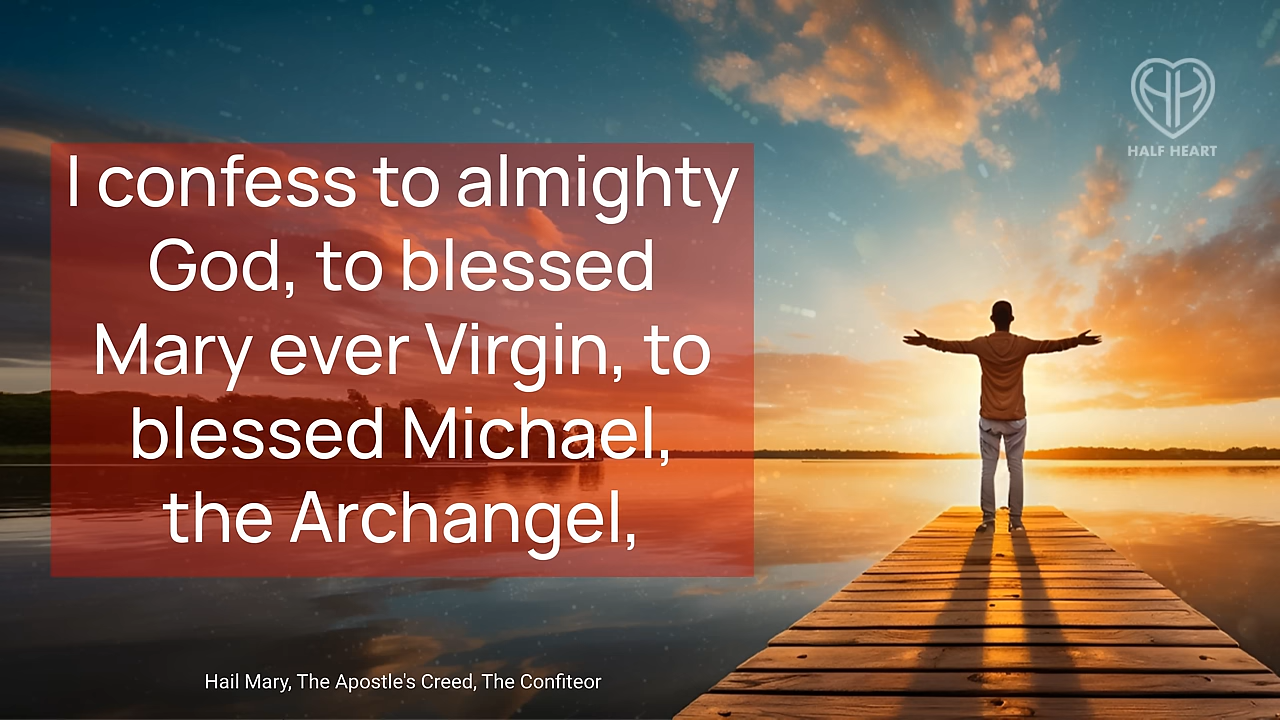 HALF HEART
I confess to almighty
God, to blessed
Mary ever Virgin, to
blessed Michael,
the Archangel,
Hail Mary, The Apostle's Creed, The Confiteor